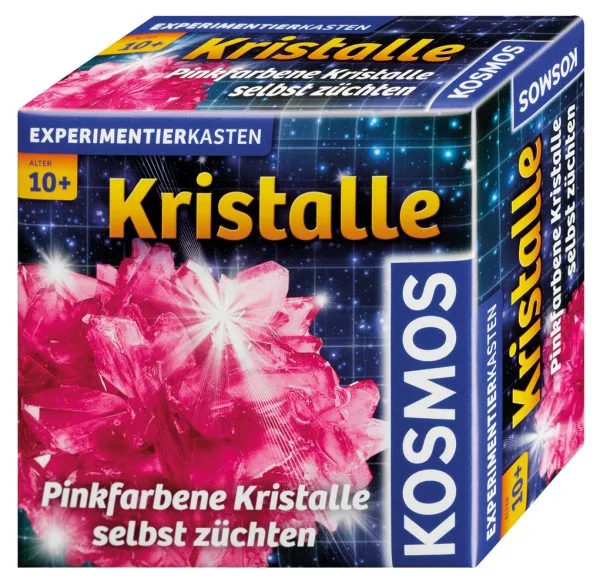 10+
Kristalle
Pinkfarbene Kristalle
selbst züchten
KOSMOS
EXPERIMENTIERKASTEN
ALTER
10+
Kristalle
KOSMOS
Pinkfarbene Kristalle
selbst züchten
KOSMOS
EXPERIMENTIERKASTEN
Kristalle
Pinkfarbene Kristalle
selbst züchten
ALTER
10+